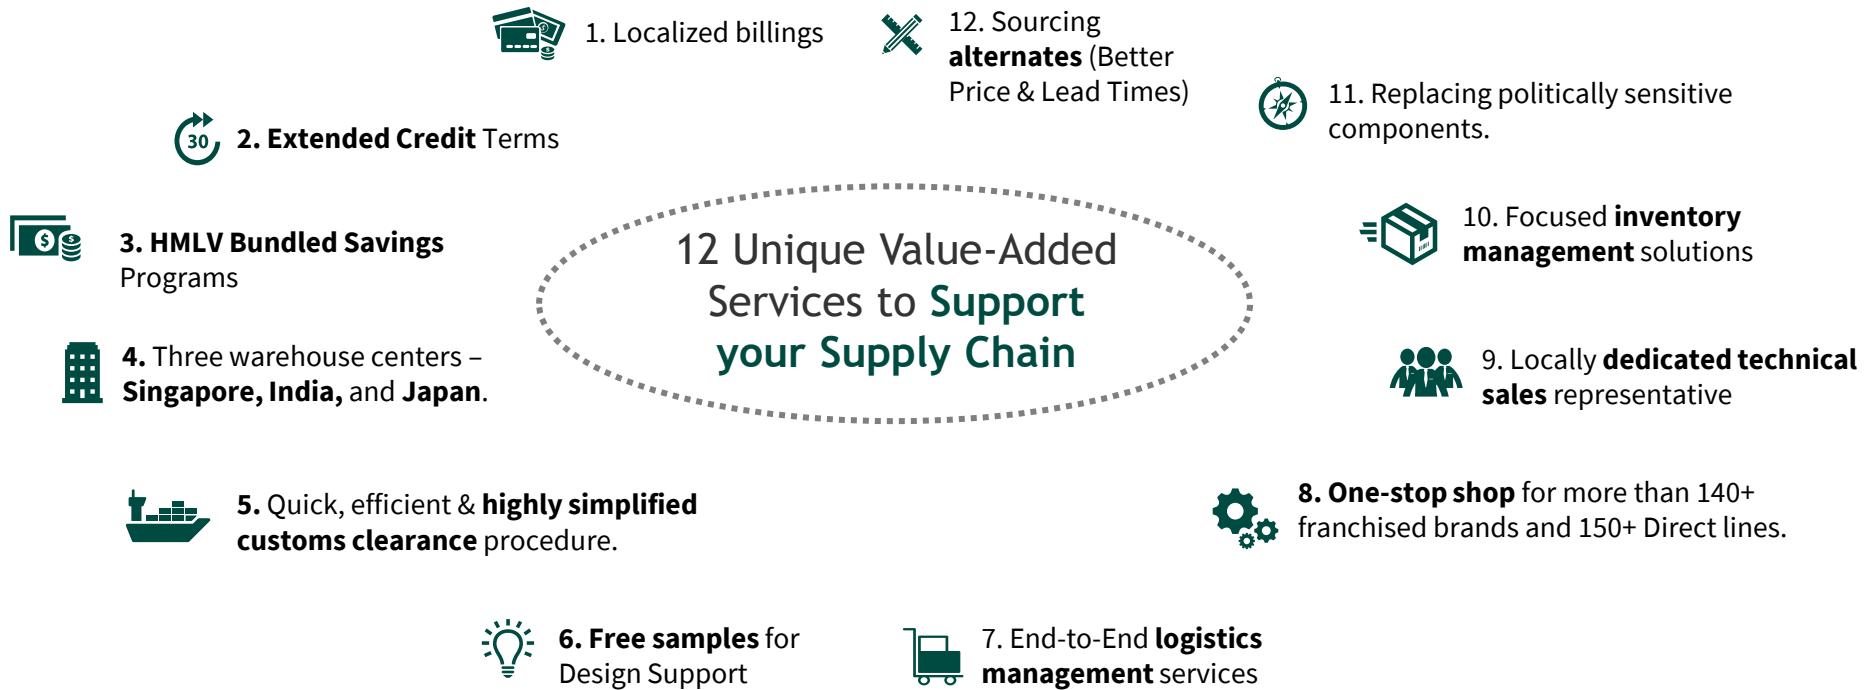 1. Localized billings
12. Sourcing
alternates (Better
Price & Lead Times)
11. Replacing politically sensitive
components.
30
2. Extended Credit Terms
10. Focused inventory
management solutions
3. HMLV Bundled Savings
Programs
12 Unique Value-Added
Services to Support
your Supply Chain
4. Three warehouse centers –
Singapore, India, and Japan.
9. Locally dedicated technical
sales representative
5. Quick, efficient & highly simplified
customs clearance procedure.
8. One-stop shop for more than 140+
franchised brands and 150+ Direct lines.
6. Free samples for
Design Support
7. End-to-End logistics
management services